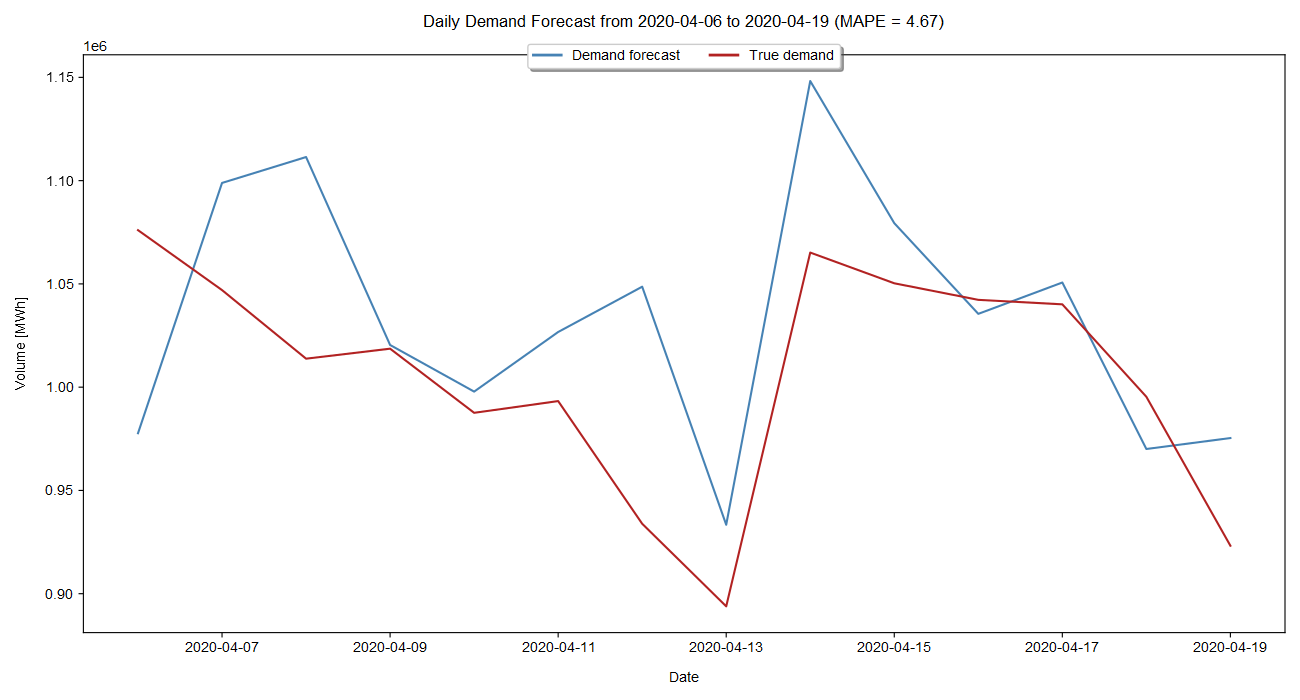 Daily Demand Forecast from 2020-04-06 to 2020-04-19 (MAPE = 4.67)
1e6
Demand forecast
True demand
1.15
1.10
1.05
1.00
0.95
0.90
Volume [MWh]
2020-04-07
2020-04-09
2020-04-11
2020-04-13
2020-04-15
2020-04-17
2020-04-19
Date